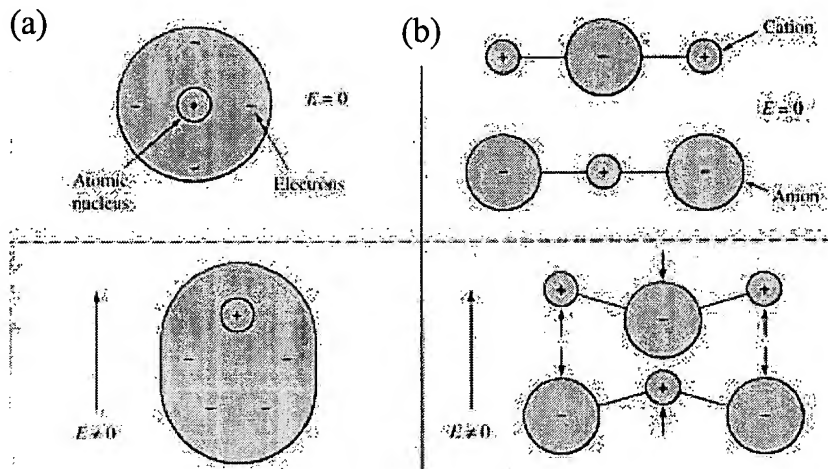 (a)
(b)
Cation
E = 0
E = 0
Atomic
nucleus
Electrons
Anion
E ≠ 0
E ≠ 0